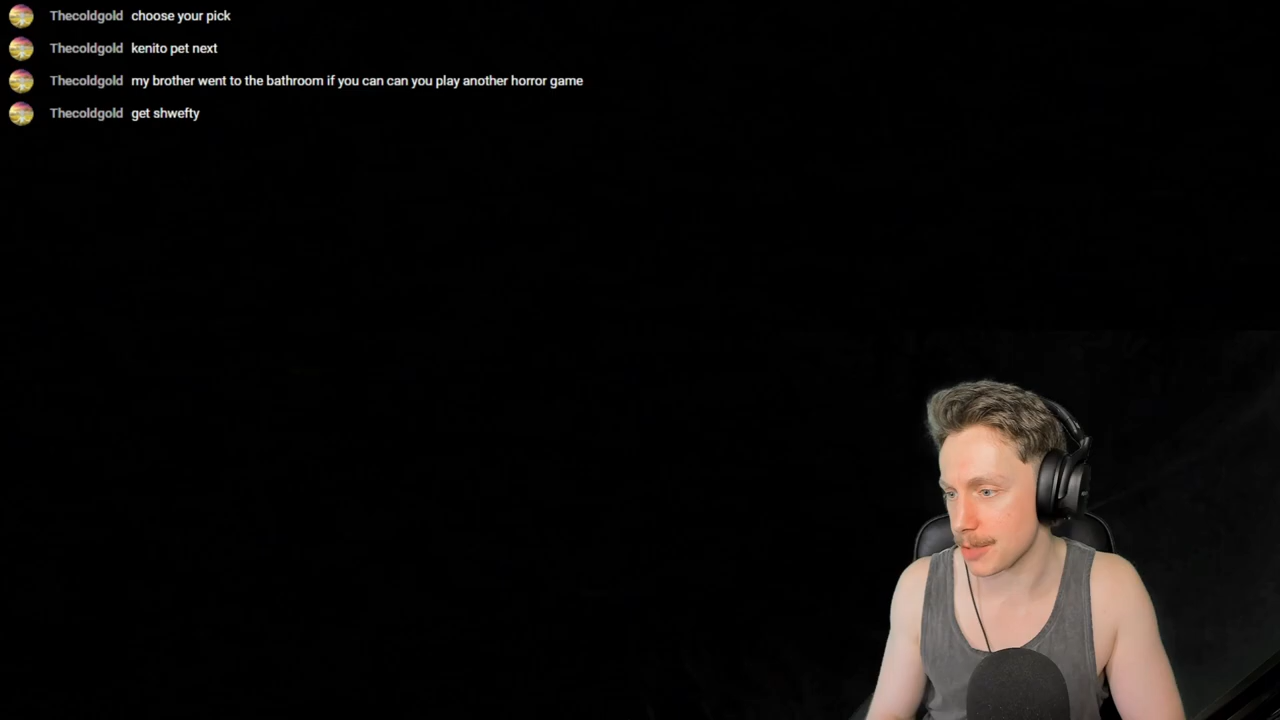 Thecoldgold choose your pick
Thecoldgold kenito pet next
Thecoldgold my brother went to the bathroom if you can can you play another horror game
Thecoldgold get shwefty